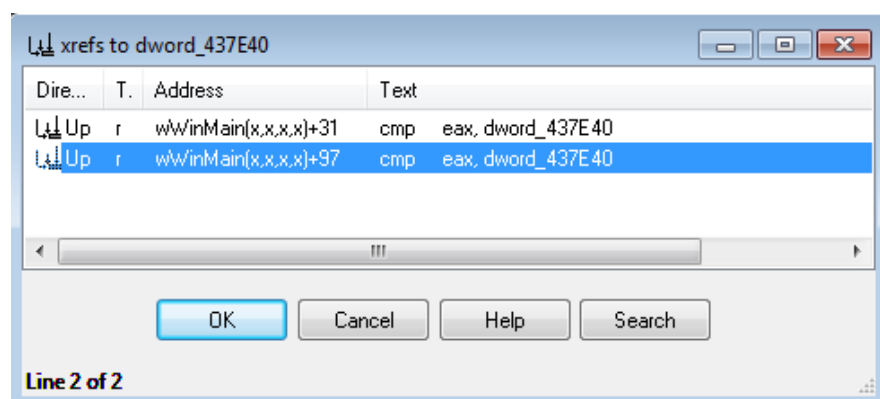 xrefs to dword_437E40
Dire... T. Address Text
Up r wWinMain(x,x,x,x)+31 cmp eax, dword_437E40
Up r wWinMain(x,x,x,x)+97 cmp eax, dword_437E40
OK Cancel Help Search
Line 2 of 2